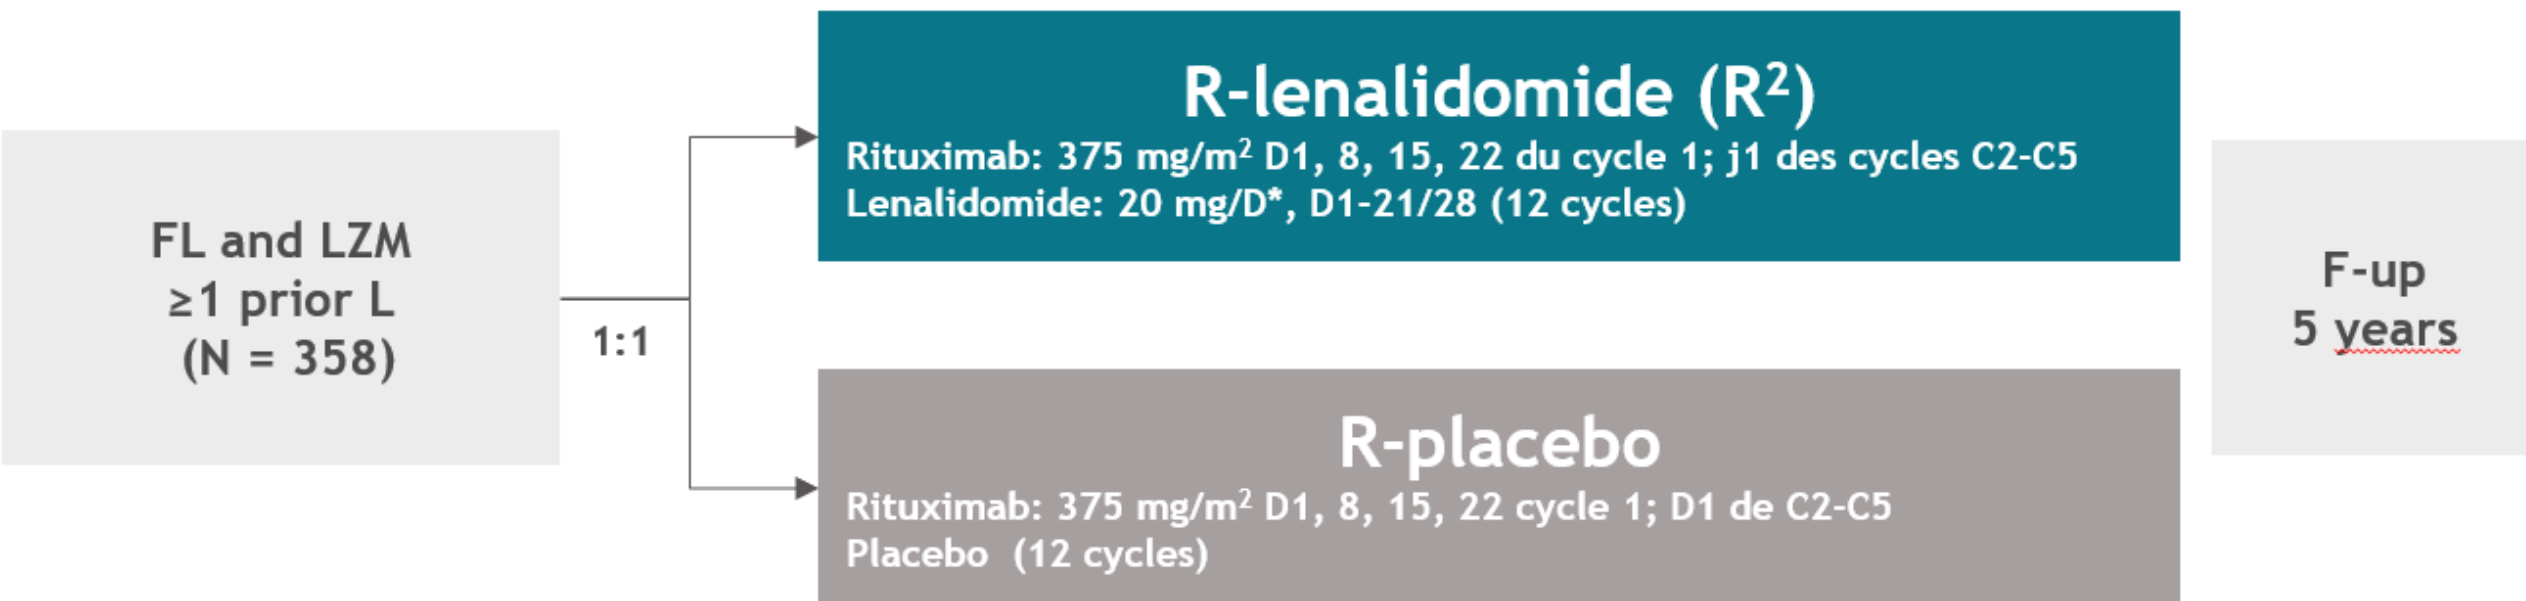 FL and LZM
≥1 prior L
(N = 358)
1:1
R-lenalidomide (R²)
Rituximab: 375 mg/m² D1, 8, 15, 22 du cycle 1; j1 des cycles C2-C5
Lenalidomide: 20 mg/D*, D1-21/28 (12 cycles)
R-placebo
Rituximab: 375 mg/m² D1, 8, 15, 22 cycle 1; D1 de C2-C5
Placebo (12 cycles)
F-up
5 years